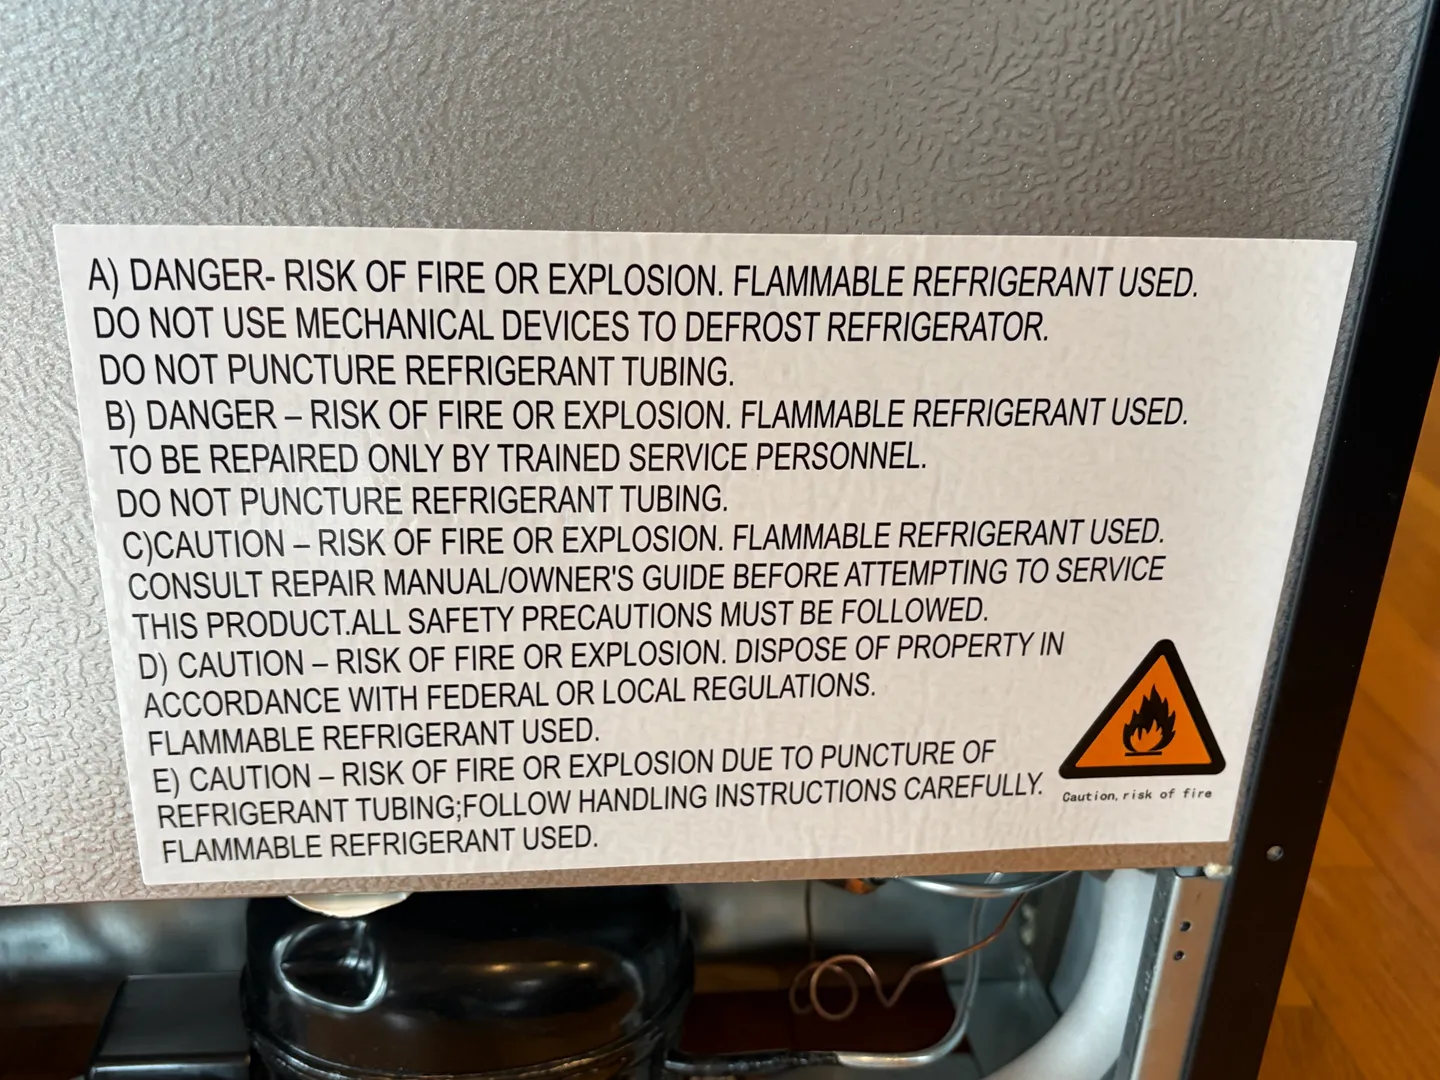 A) DANGER- RISK OF FIRE OR EXPLOSION. FLAMMABLE REFRIGERANT USED.
DO NOT USE MECHANICAL DEVICES TO DEFROST REFRIGERATOR.
DO NOT PUNCTURE REFRIGERANT TUBING.
B) DANGER – RISK OF FIRE OR EXPLOSION. FLAMMABLE REFRIGERANT USED.
TO BE REPAIRED ONLY BY TRAINED SERVICE PERSONNEL.
DO NOT PUNCTURE REFRIGERANT TUBING.
C)CAUTION – RISK OF FIRE OR EXPLOSION. FLAMMABLE REFRIGERANT USED.
CONSULT REPAIR MANUAL/OWNER'S GUIDE BEFORE ATTEMPTING TO SERVICE
THIS PRODUCT.ALL SAFETY PRECAUTIONS MUST BE FOLLOWED.
D) CAUTION – RISK OF FIRE OR EXPLOSION. DISPOSE OF PROPERTY IN
ACCORDANCE WITH FEDERAL OR LOCAL REGULATIONS.
FLAMMABLE REFRIGERANT USED.
E) CAUTION – RISK OF FIRE OR EXPLOSION DUE TO PUNCTURE OF
REFRIGERANT TUBING;FOLLOW HANDLING INSTRUCTIONS CAREFULLY.
FLAMMABLE REFRIGERANT USED.
Caution, risk of fire